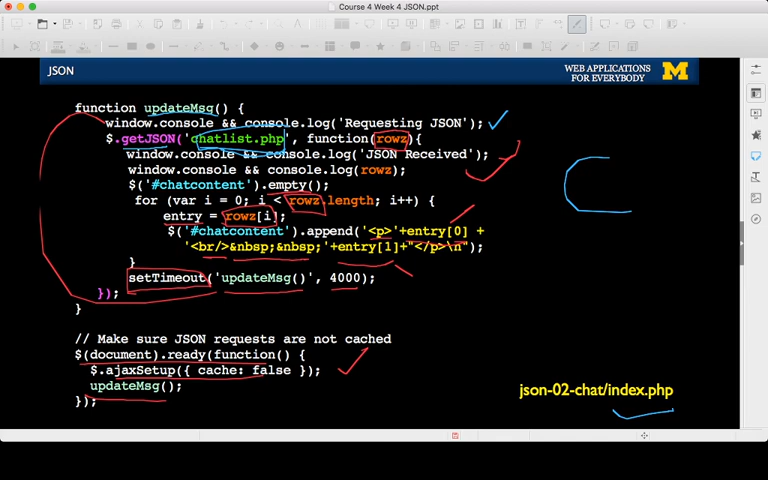 Course 4 Week 4 JSON.ppt
JSON
WEB APPLICATIONS
FOR EVERYBODY
M
function updateMsg() {
window.console && console.log('Requesting JSON');
$.getJSON('chatlist.php', function(rowz){
window.console && console.log('JSON Received');
window.console && console.log(rowz);
$('#chatcontent').empty();
for (var i = 0; i < rowz.length; i++) {
entry = rowz[i];
$('#chatcontent').append('<p>'+entry[0] +
'<br/>&nbsp;&nbsp;'+entry[1]+"</p>\n");
}
setTimeout('updateMsg()', 4000);
});
}
// Make sure JSON requests are not cached
$(document).ready(function() {
$.ajaxSetup({ cache: false });
updateMsg();
});
json-02-chat/index.php